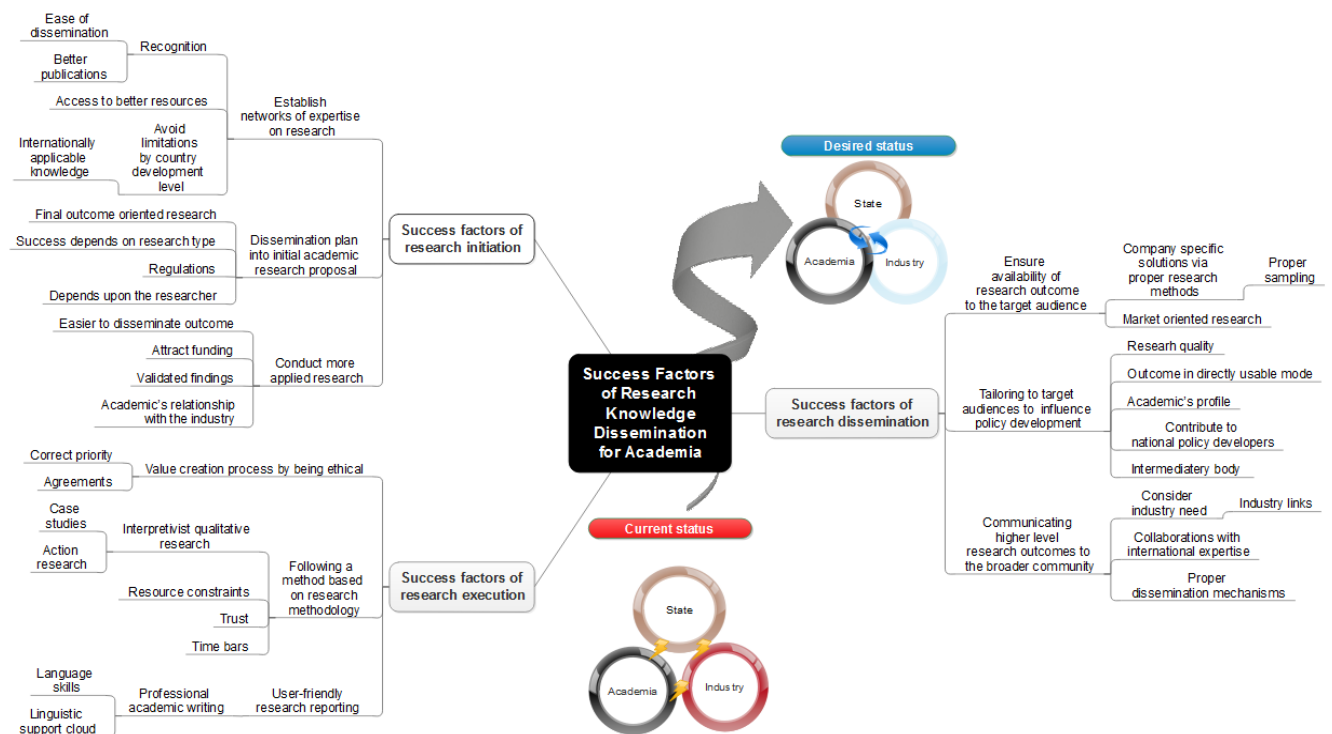 Ease of
dissemination
Recognition
Better
publications
Access to better resources
Establish
networks of expertise
on research
Internationally
applicable
knowledge
Avoid
limitations
by country
development
level
Final outcome oriented research
Success depends on research type
Regulations
Depends upon the researcher
Dissemination plan
into initial academic
research proposal
Easier to disseminate outcome
Attract funding
Validated findings
Academic's relationship
with the industry
Conduct more
applied research
Success factors of
research initiation
Correct priority
Agreements
Value creation process by being ethical
Case
studies
Action
research
Interpretivist qualitative
research
Resource constraints
Trust
Time bars
Following a
method based
on research
methodology
Language
skills
Linguistic
support cloud
Professional
academic writing
User-friendly
research reporting
Success factors of
research execution
Success Factors
of Research
Knowledge
Dissemination
for Academia
Desired status
State
Academia
Industry
Current status
State
Academia
Industry
Success factors of
research dissemination
Ensure
availability of
research outcome
to the target audience
Company specific
solutions via
proper research
methods
Proper
sampling
Market oriented research
Tailoring to target
audiences to influence
policy development
Researh quality
Outcome in directly usable mode
Academic's profile
Contribute to
national policy developers
Intermediatery body
Communicating
higher level
research outcomes to
the broader community
Consider
industry need
Industry links
Collaborations with
international expertise
Proper
dissemination mechanisms